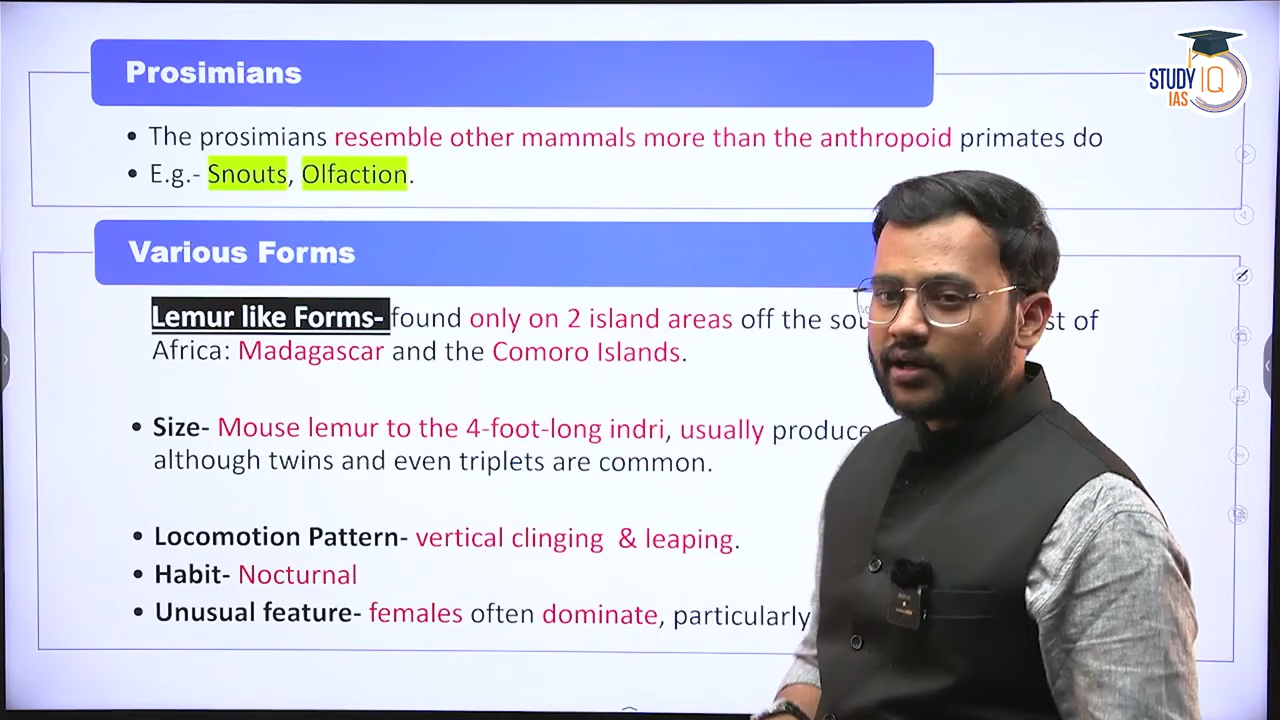 Prosimians
STUDY IQ
IAS
• The prosimians resemble other mammals more than the anthropoid primates do
• E.g.- Snouts, Olfaction.
Various Forms
Lemur like Forms- found only on 2 island areas off the sou st of
Africa: Madagascar and the Comoro Islands.
• Size- Mouse lemur to the 4-foot-long indri, usually produce
although twins and even triplets are common.
• Locomotion Pattern- vertical clinging & leaping.
• Habit- Nocturnal
• Unusual feature- females often dominate, particularly